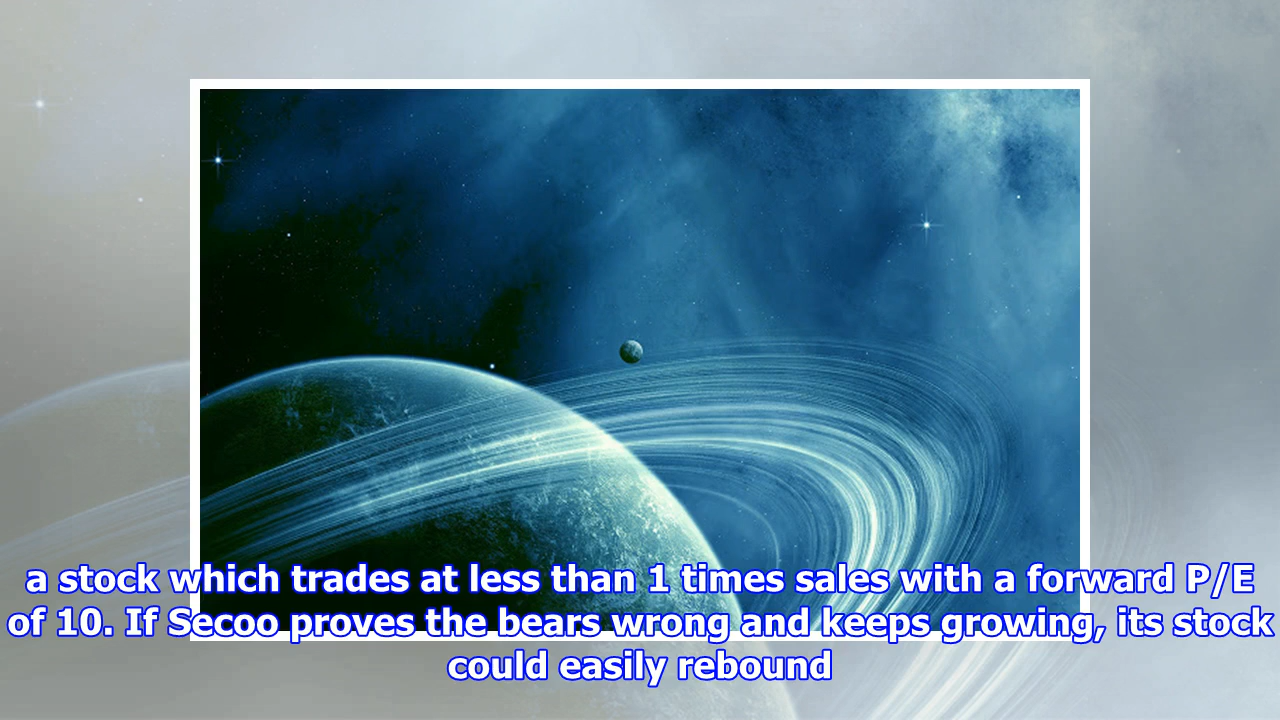 a stock which trades at less than 1 times sales with a forward P/E
of 10. If Secoo proves the bears wrong and keeps growing, its stock
could easily rebound